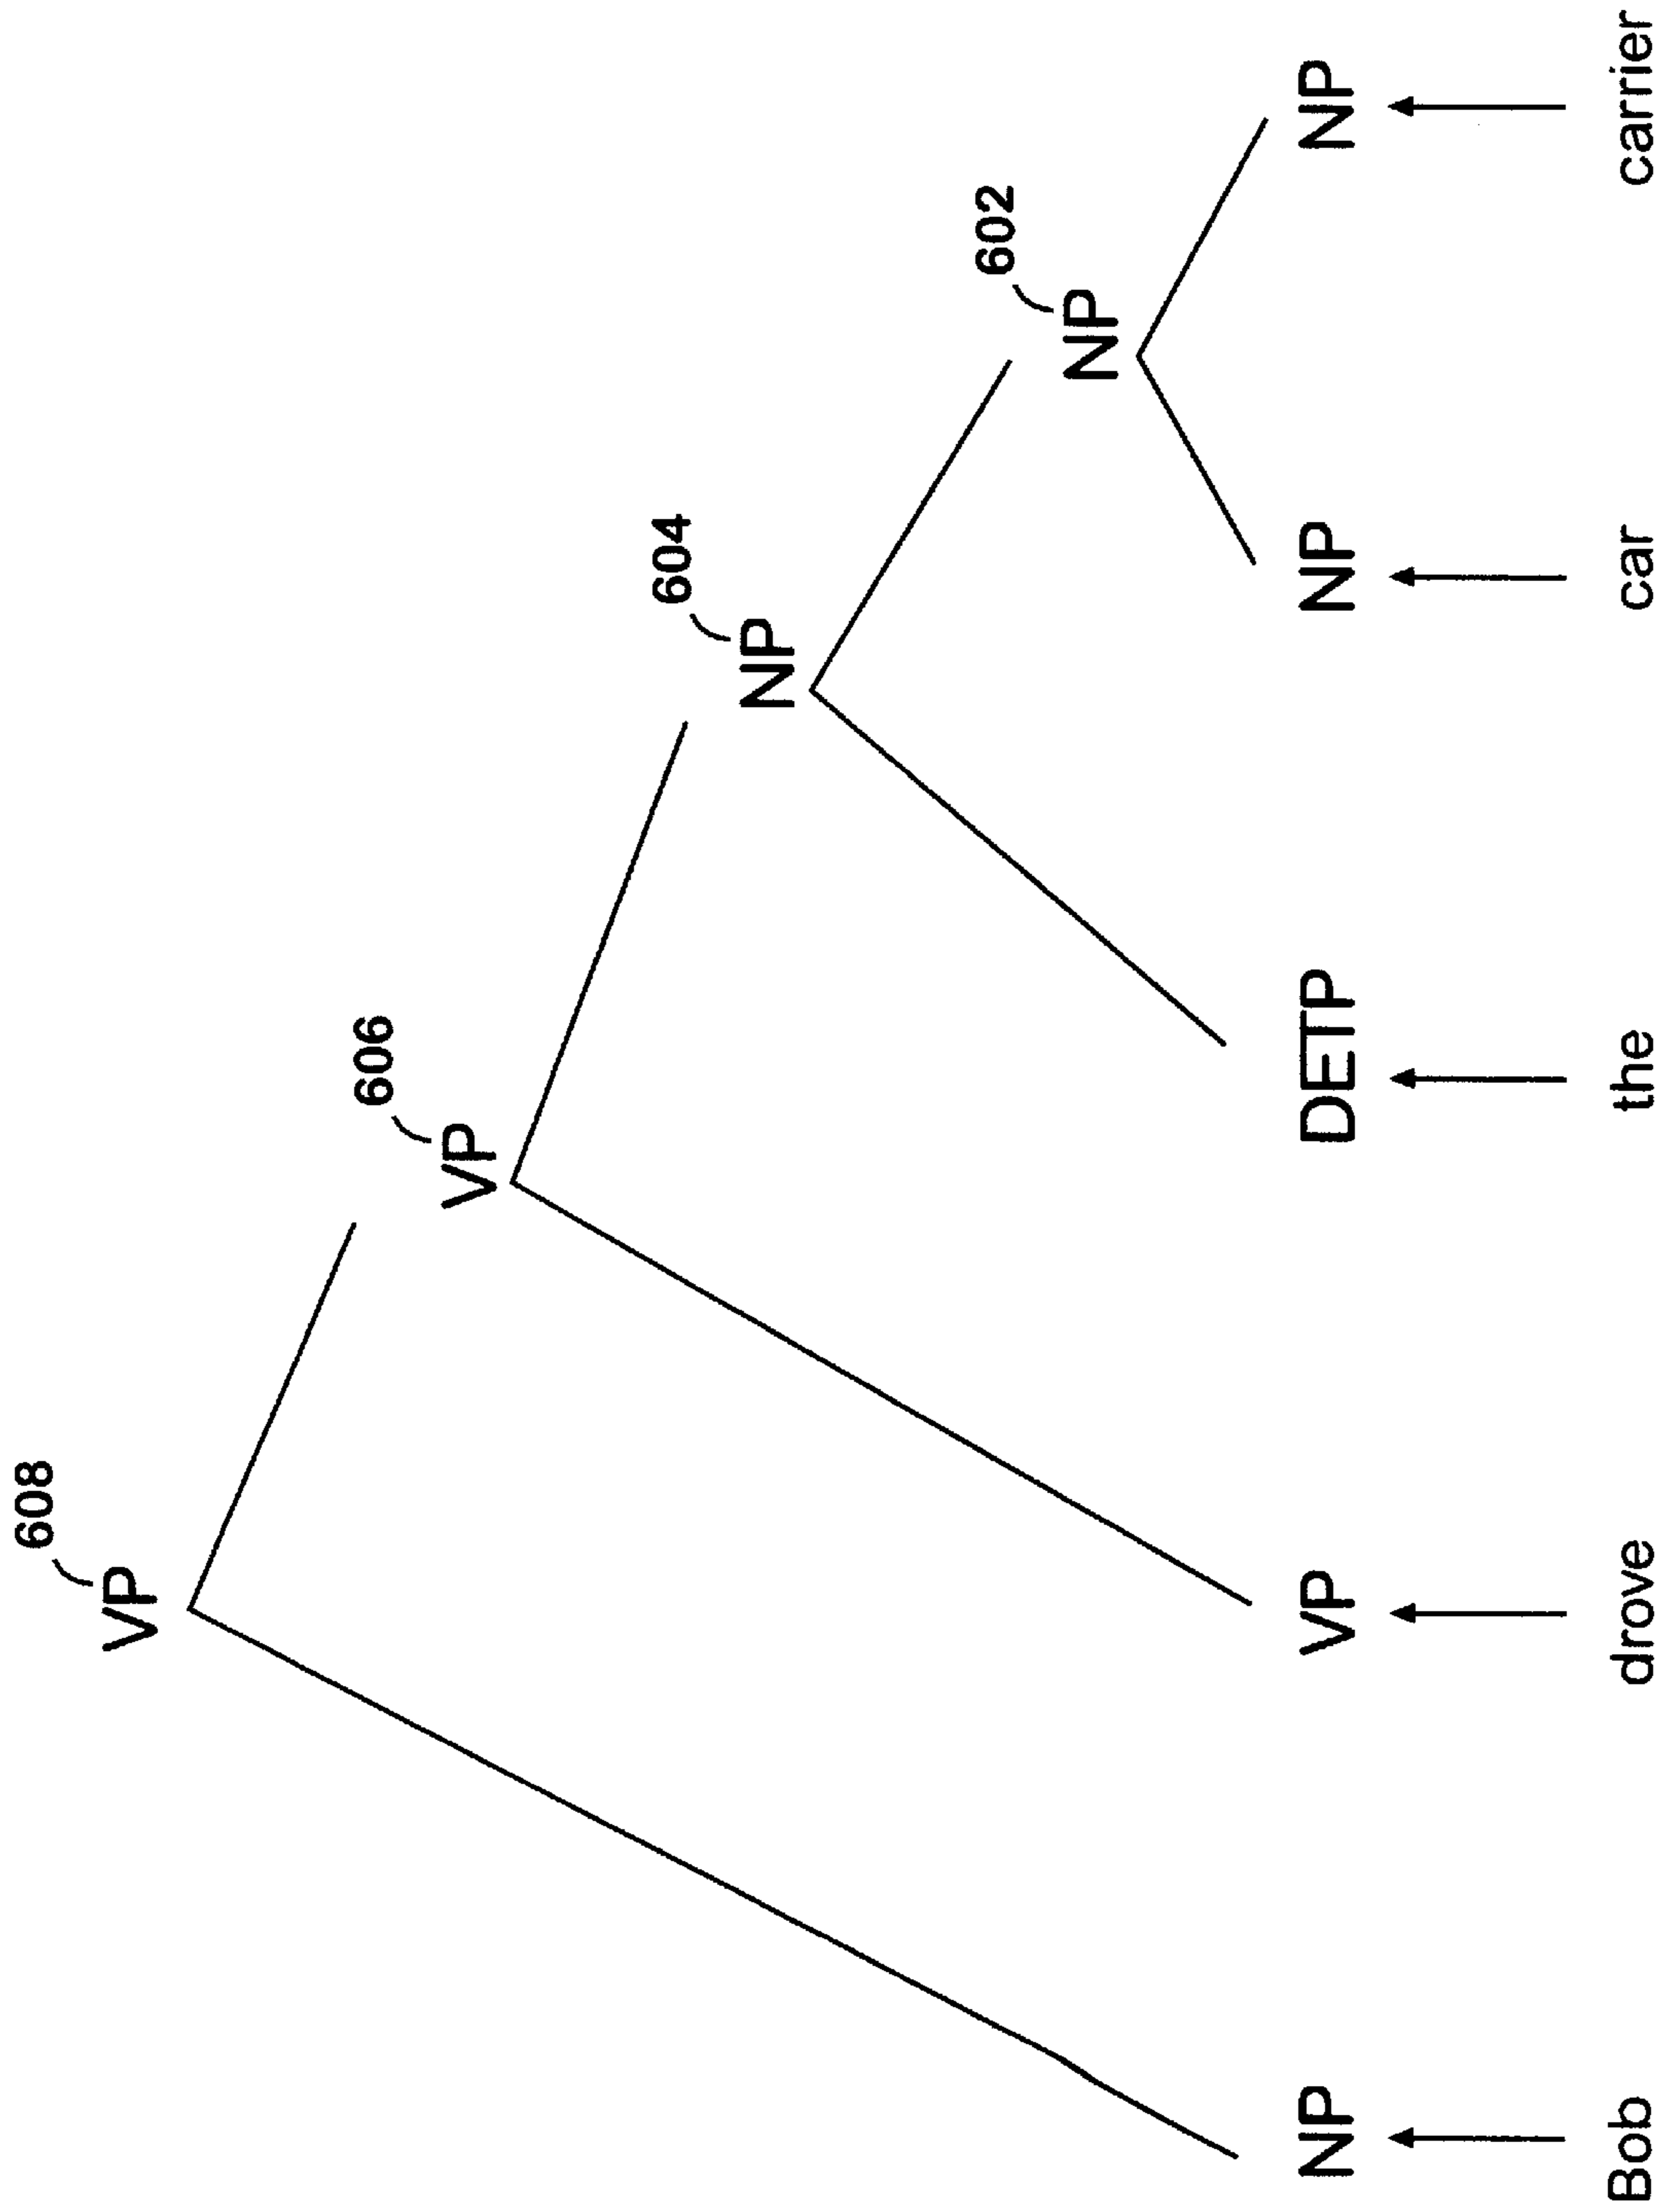 608
VP
606
VP
604
NP
602
NP
NP VP DETP NP NP
Bob drove the car carrier